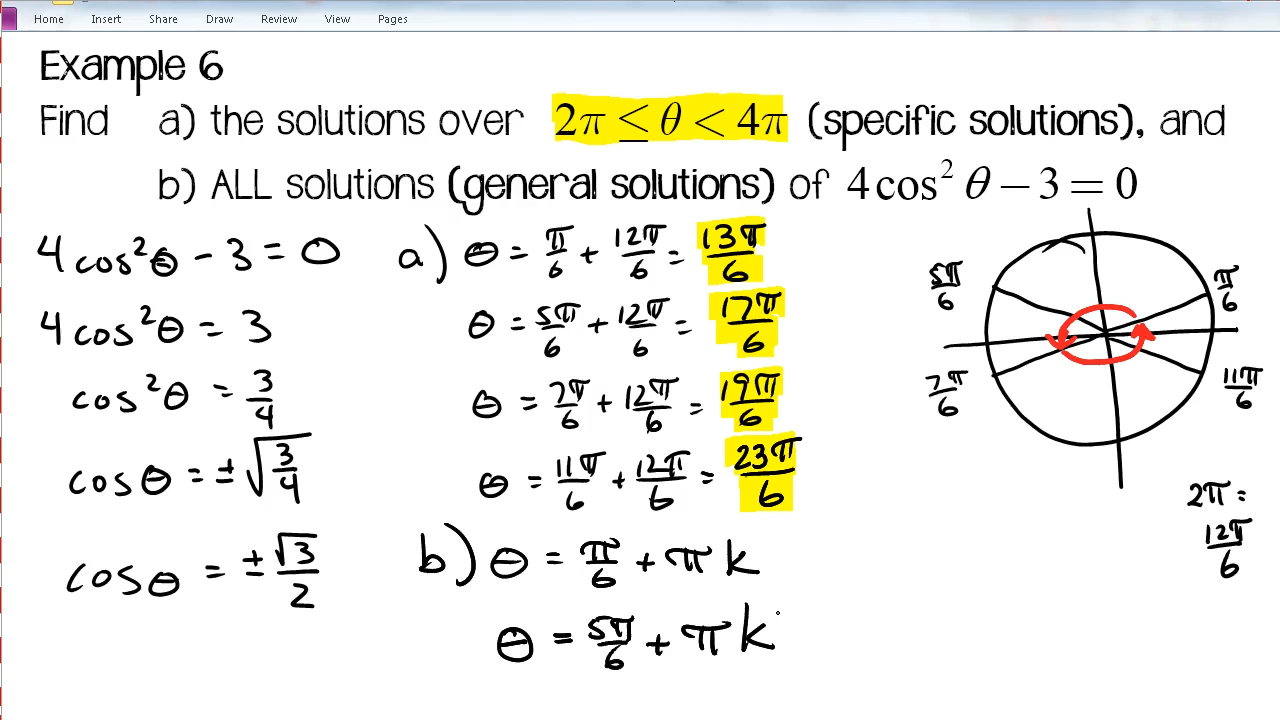 Home Insert Share Draw Review View Pages
Example 6
Find a) the solutions over 2π ≤ θ < 4π (specific solutions), and
b) ALL solutions (general solutions) of 4cos² θ − 3 = 0
4cos²θ - 3 = 0
4cos²θ = 3
cos²θ = 3/4
cosθ = ±√(3/4)
cosθ = ±√3/2
a) θ = π/6 + 12π/6 = 13π/6
θ = 5π/6 + 12π/6 = 17π/6
θ = 7π/6 + 12π/6 = 19π/6
θ = 11π/6 + 12π/6 = 23π/6
b) θ = π/6 + πk
θ = 5π/6 + πk
5π/6
π/6
7π/6
11π/6
2π =
12π/6